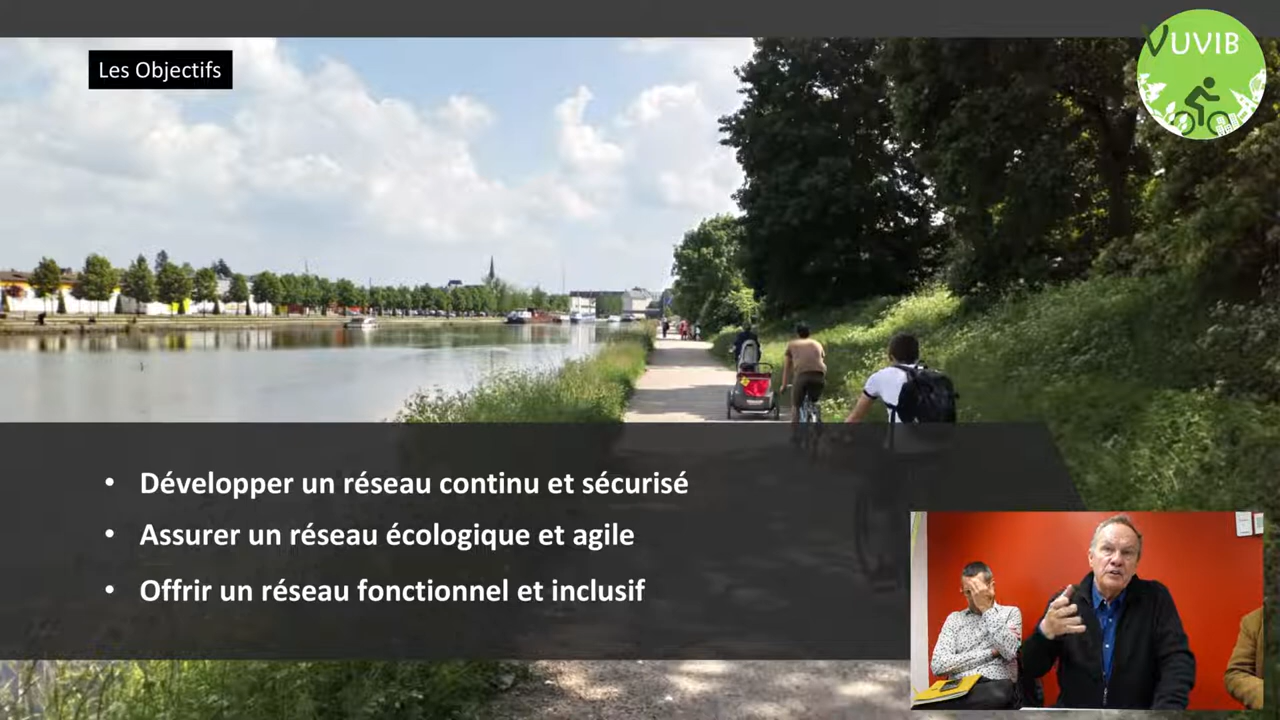 Les Objectifs
VUVIB
• Développer un réseau continu et sécurisé
• Assurer un réseau écologique et agile
• Offrir un réseau fonctionnel et inclusif